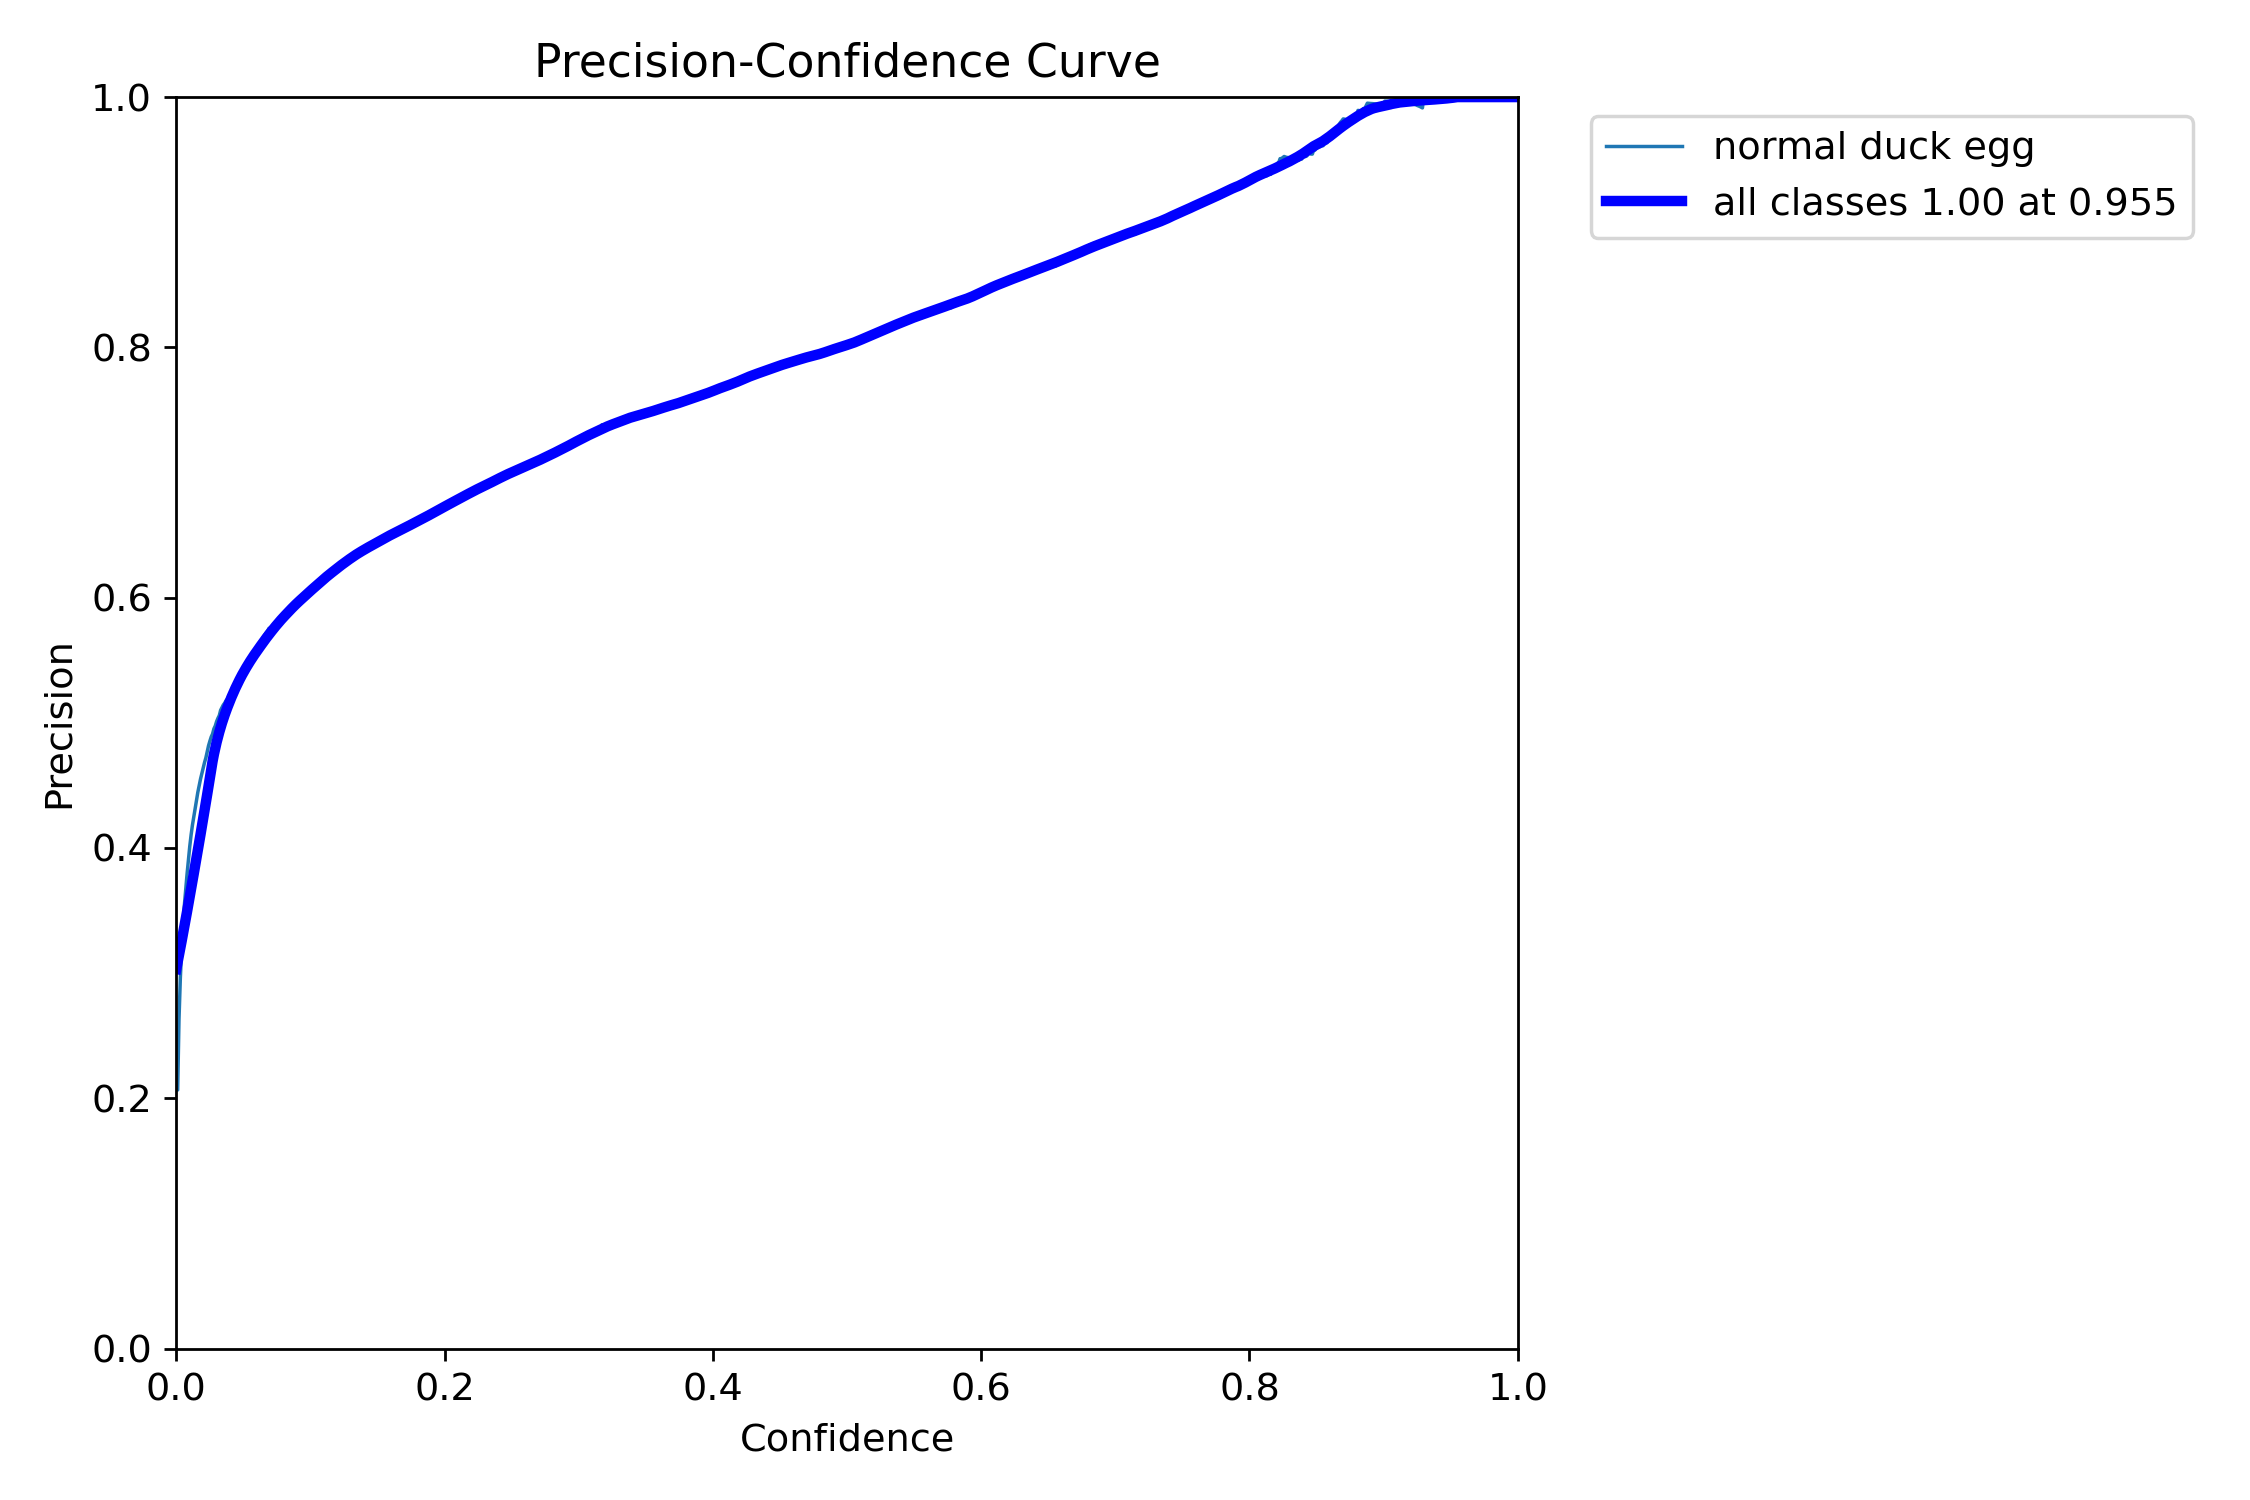 Precision-Confidence Curve
1.0
0.8
0.6
0.4
0.2
0.0
Precision
0.0 0.2 0.4 0.6 0.8 1.0
Confidence
normal duck egg
all classes 1.00 at 0.955